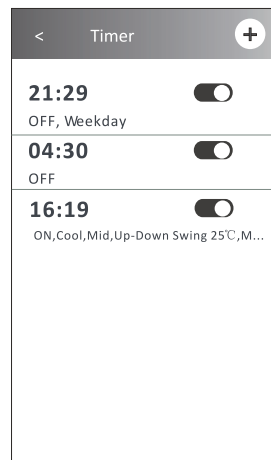 < Timer +
21:29
OFF, Weekday
04:30
OFF
16:19
ON,Cool,Mid,Up-Down Swing 25℃,M...